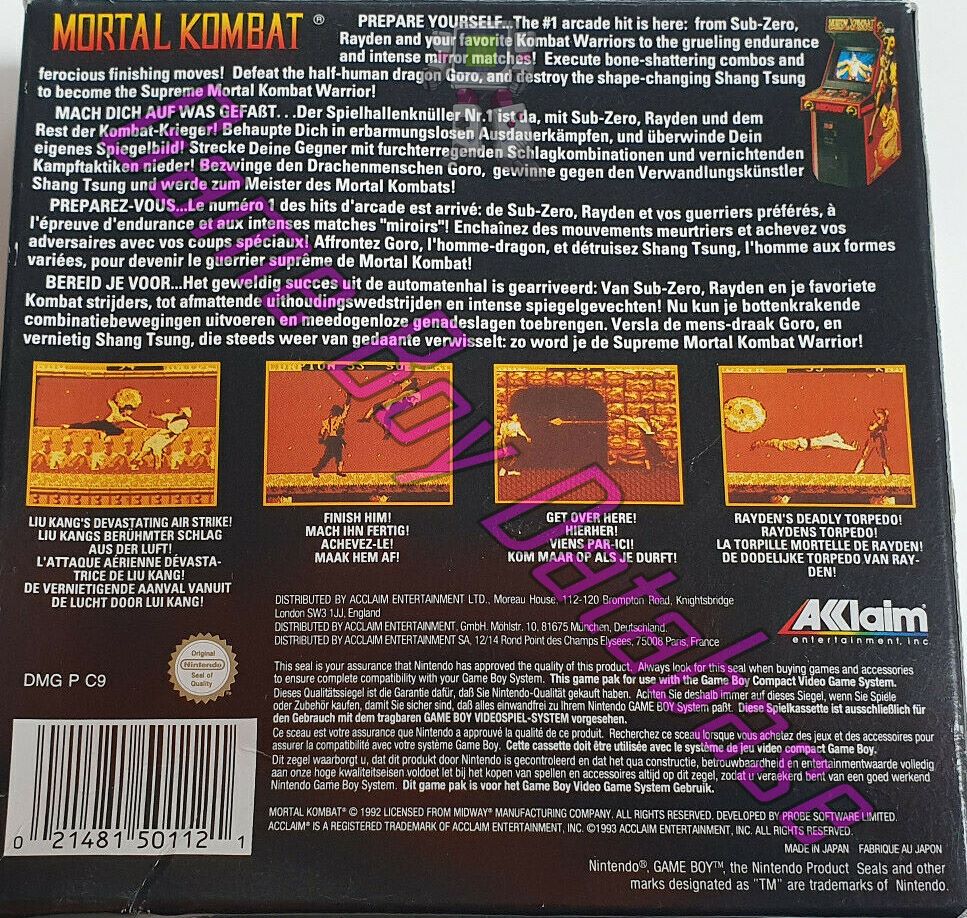 MORTAL KOMBAT ®
PREPARE YOURSELF...The #1 arcade hit is here: from Sub-Zero,
Rayden and your favorite Kombat Warriors to the grueling endurance
and intense mirror matches! Execute bone-shattering combos and
ferocious finishing moves! Defeat the half-human dragon Goro, and destroy the shape-changing Shang Tsung
to become the Supreme Mortal Kombat Warrior!
MACH DICH AUF WAS GEFAßT...Der Spielhallenknüller Nr.1 ist da, mit Sub-Zero, Rayden und dem
Rest der Kombat-Krieger! Behaupte Dich in erbarmungslosen Ausdauerkämpfen, und überwinde Dein
eigenes Spiegelbild! Strecke Deine Gegner mit furchterregenden Schlagkombinationen und vernichtenden
Kampftaktiken nieder! Bezwinge den Drachenmenschen Goro, gewinne gegen den Verwandlungskünstler
Shang Tsung und werde zum Meister des Mortal Kombats!
PREPAREZ-VOUS...Le numéro 1 des hits d'arcade est arrivé: de Sub-Zero, Rayden et vos guerriers préférés, à
l'épreuve d'endurance et aux intenses matches "miroirs"! Enchaînez des mouvements meurtriers et achevez vos
adversaires avec vos coups spéciaux! Affrontez Goro, l'homme-dragon, et détruisez Shang Tsung, l'homme aux formes
variées, pour devenir le guerrier suprême de Mortal Kombat!
BEREID JE VOOR...Het geweldig succes uit de automatenhal is gearriveerd: Van Sub-Zero, Rayden en je favoriete
Kombat strijders, tot afmattende uithoudingswedstrijden en intense spiegelgevechten! Nu kun je bottenkrakende
combinatiebewegingen uitvoeren en meedogenloze genadeslagen toebrengen. Versla de mens-draak Goro, en
vernietig Shang Tsung, die steeds weer van gedaante verwisselt: zo word je de Supreme Mortal Kombat Warrior!
LIU KANG'S DEVASTATING AIR STRIKE!
LIU KANGS BERÜHMTER SCHLAG
AUS DER LUFT!
L'ATTAQUE AÉRIENNE DÉVASTA-
TRICE DE LIU KANG!
DE VERNIETIGENDE AANVAL VANUIT
DE LUCHT DOOR LUI KANG!
FINISH HIM!
MACH IHN FERTIG!
ACHEVEZ-LE!
MAAK HEM AF!
GET OVER HERE!
HIERHER!
VIENS PAR-ICI!
KOM MAAR OP ALS JE DURFT!
RAYDEN'S DEADLY TORPEDO!
RAYDENS TORPEDO!
LA TORPILLE MORTELLE DE RAYDEN!
DE DODELIJKE TORPEDO VAN RAY-
DEN!
DISTRIBUTED BY ACCLAIM ENTERTAINMENT LTD., Moreau House, 112-120 Brompton Road, Knightsbridge
London SW3 1JJ, England
DISTRIBUTED BY ACCLAIM ENTERTAINMENT, GmbH. Möhlstr. 10, 81675 München, Deutschland.
DISTRIBUTED BY ACCLAIM ENTERTAINMENT SA. 12/14 Rond Point des Champs Elysees, 75008 Paris, France
AKKlaim
entertainment, inc.
DMG P C9
Original
Nintendo
Seal of
Quality
This seal is your assurance that Nintendo has approved the quality of this product. Always look for this seal when buying games and accessories
to ensure complete compatibility with your Game Boy System. This game pak for use with the Game Boy Compact Video Game System.
Dieses Qualitätssiegel ist die Garantie dafür, daß Sie Nintendo-Qualität gekauft haben. Achten Sie deshalb immer auf dieses Siegel, wenn Sie Spiele
oder Zubehör kaufen, damit Sie sicher sind, daß alles einwandfrei zu Ihrem Nintendo GAME BOY System paßt. Diese Spielkassette ist ausschließlich für
den Gebrauch mit dem tragbaren GAME BOY VIDEOSPIEL-SYSTEM vorgesehen.
Ce sceau est votre assurance que Nintendo a approuvé la qualité de ce produit. Recherchez ce sceau lorsque vous achetez des jeux et des accessoires pour
assurer la compatibilité avec votre système Game Boy. Cette cassette doit être utilisée avec le système de jeu video compact Game Boy.
Dit zegel waarborgt u, dat dit produkt door Nintendo is gecontroleerd en dat het qua constructie, betrouwbaarheid en entertainmentwaarde volledig
aan onze hoge kwaliteitseisen voldoet let bij het kopen van spellen en accessoires altijd op dit zegel, zodat u veraekerd bent van een goed werkend
Nintendo Game Boy System. Dit game pak is voor het Game Boy Video Game System Gebruik.
MORTAL KOMBAT® © 1992 LICENSED FROM MIDWAY® MANUFACTURING COMPANY. ALL RIGHTS RESERVED. DEVELOPED BY PROBE SOFTWARE LIMITED.
ACCLAIM® IS A REGISTERED TRADEMARK OF ACCLAIM ENTERTAINMENT, INC. ©1993 ACCLAIM ENTERTAINMENT, INC. ALL RIGHTS RESERVED.
MADE IN JAPAN FABRIQUE AU JAPON
0 21481 50112 1
Nintendo®, GAME BOY™, the Nintendo Product Seals and other
marks designated as "TM" are trademarks of Nintendo.
Game Boy Database